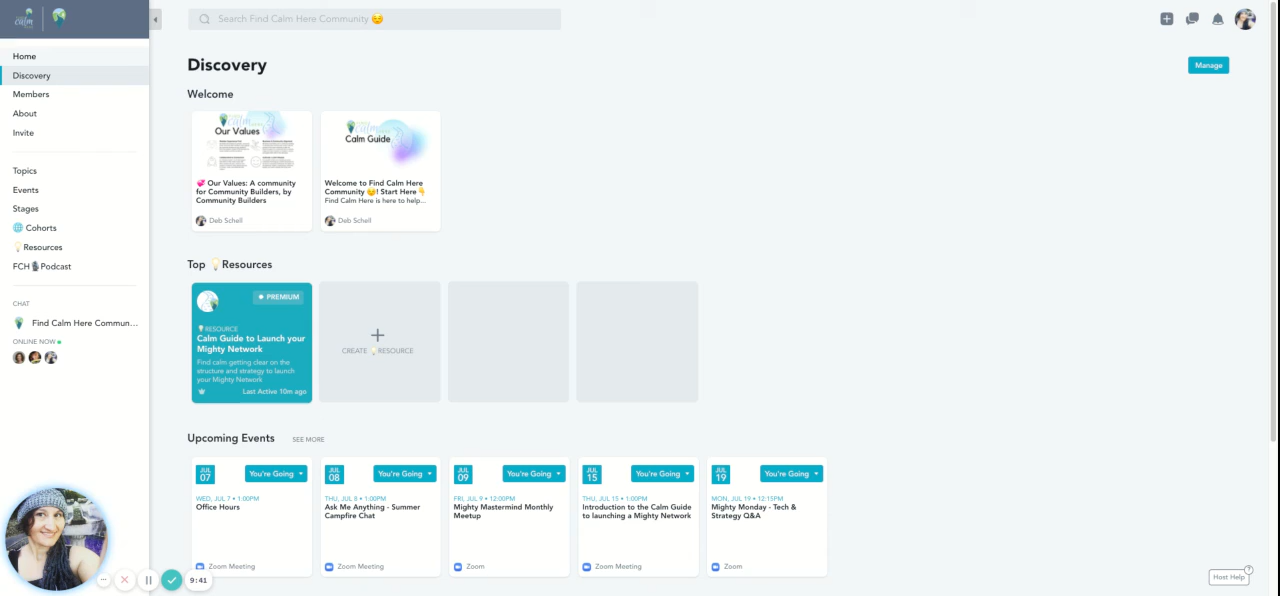 calm
Search Find Calm Here Community 😌
Home
Discovery
Members
About
Invite
Topics
Events
Stages
🌐 Cohorts
💡Resources
FCH🎙️Podcast
CHAT
Find Calm Here Commun...
ONLINE NOW
9:41
Discovery
Manage
Welcome
calm
Our Values
💞 Our Values: A community
for Community Builders, by
Community Builders
Deb Schell
calm
Calm Guide
Welcome to Find Calm Here
Community 😌! Start Here 👇
Find Calm Here is here to help...
Deb Schell
Top 💡Resources
PREMIUM
💡RESOURCE
Calm Guide to Launch your
Mighty Network
Find calm getting clear on the
structure and strategy to launch
your Mighty Network
Last Active 10m ago
+
CREATE 💡RESOURCE
Upcoming Events
SEE MORE
JUL
07
You're Going
WED, JUL 7 • 1:00PM
Office Hours
Zoom Meeting
JUL
08
You're Going
THU, JUL 8 • 1:00PM
Ask Me Anything - Summer
Campfire Chat
Zoom Meeting
JUL
09
You're Going
FRI, JUL 9 • 12:00PM
Mighty Mastermind Monthly
Meetup
Zoom
JUL
15
You're Going
THU, JUL 15 • 1:00PM
Introduction to the Calm Guide
to launching a Mighty Network
Zoom Meeting
JUL
19
You're Going
MON, JUL 19 • 12:15PM
Mighty Monday - Tech &
Strategy Q&A
Zoom
Host Help
?